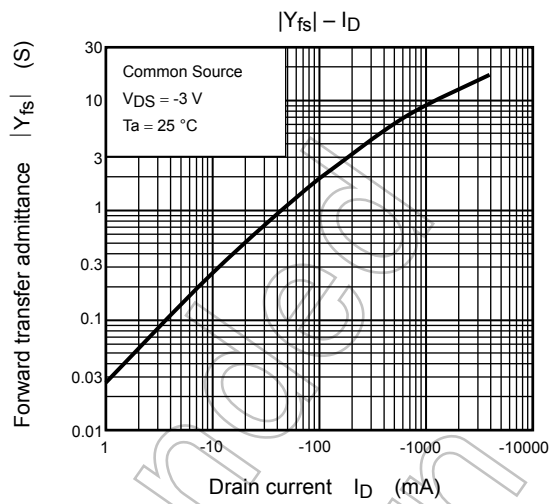 |Yfs| – ID
Forward transfer admittance |Yfs| (S)
30
10
3
1
0.3
0.1
0.03
0.01
Common Source
VDS = -3 V
Ta = 25 °C
1
-10
-100
-1000
-10000
Drain current ID (mA)